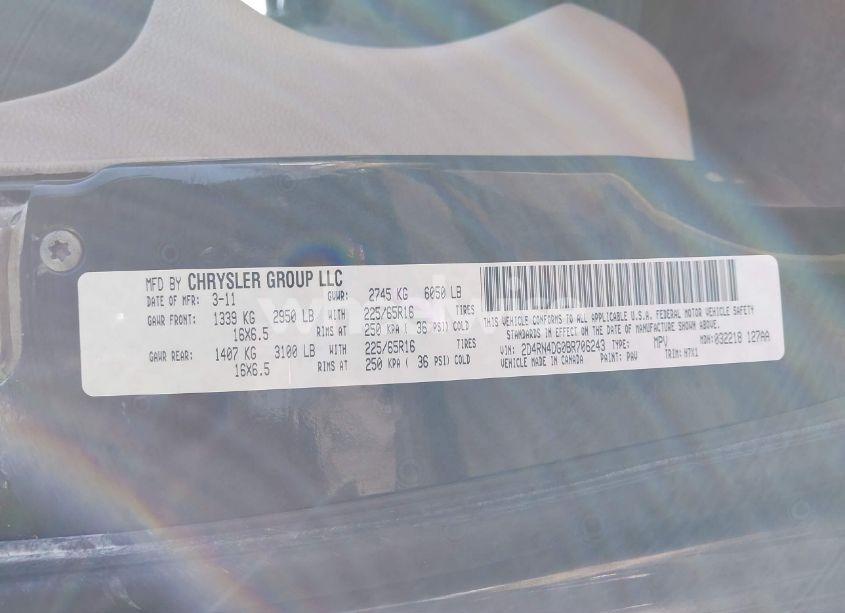 MFD BY CHRYSLER GROUP LLC
DATE OF MFR: 3-11 GVWR: 2745 KG 6050 LB
GAWR FRONT: 1339 KG 2950 LB WITH 225/65R16 TIRES
16X6.5 RIMS AT 250 KPA ( 36 PSI) COLD
GAWR REAR: 1407 KG 3100 LB WITH 225/65R16 TIRES
16X6.5 RIMS AT 250 KPA ( 36 PSI) COLD
THIS VEHICLE CONFORMS TO ALL APPLICABLE U.S.A. FEDERAL MOTOR VEHICLE SAFETY
STANDARDS IN EFFECT ON THE DATE OF MANUFACTURE SHOWN ABOVE.
VIN: 2D4RN4DG0BR706243 TYPE: MPV MDH: 032218 127AA
VEHICLE MADE IN CANADA PAINT: PAV TRIM: H7X1